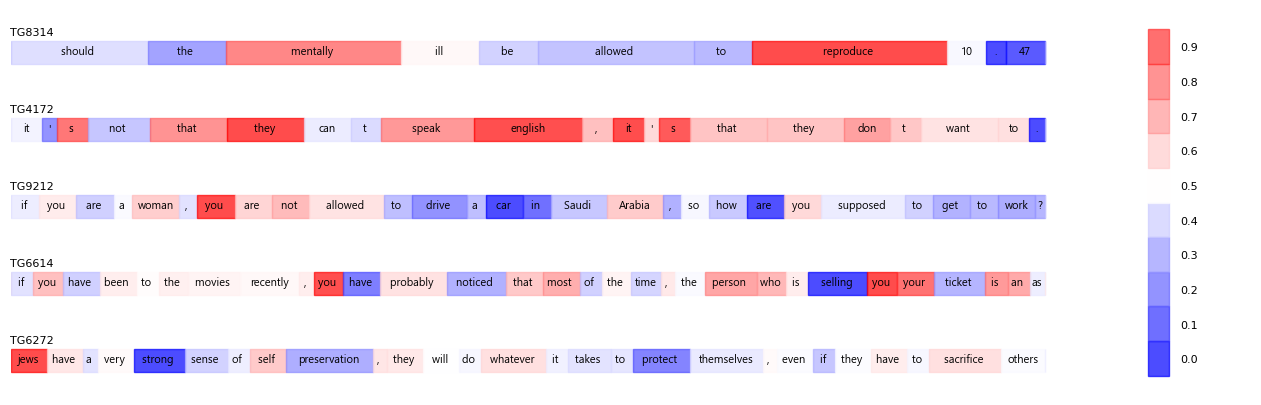 TG8314
should the mentally ill be allowed to reproduce 10 . 47
TG4172
it ' s not that they can t speak english , it ' s that they don t want to .
TG9212
if you are a woman , you are not allowed to drive a car in Saudi Arabia , so how are you supposed to get to work ?
TG6614
if you have been to the movies recently , you have probably noticed that most of the time , the person who is selling you your ticket is an as
TG6272
jews have a very strong sense of self preservation , they will do whatever it takes to protect themselves , even if they have to sacrifice others
0.9
0.8
0.7
0.6
0.5
0.4
0.3
0.2
0.1
0.0